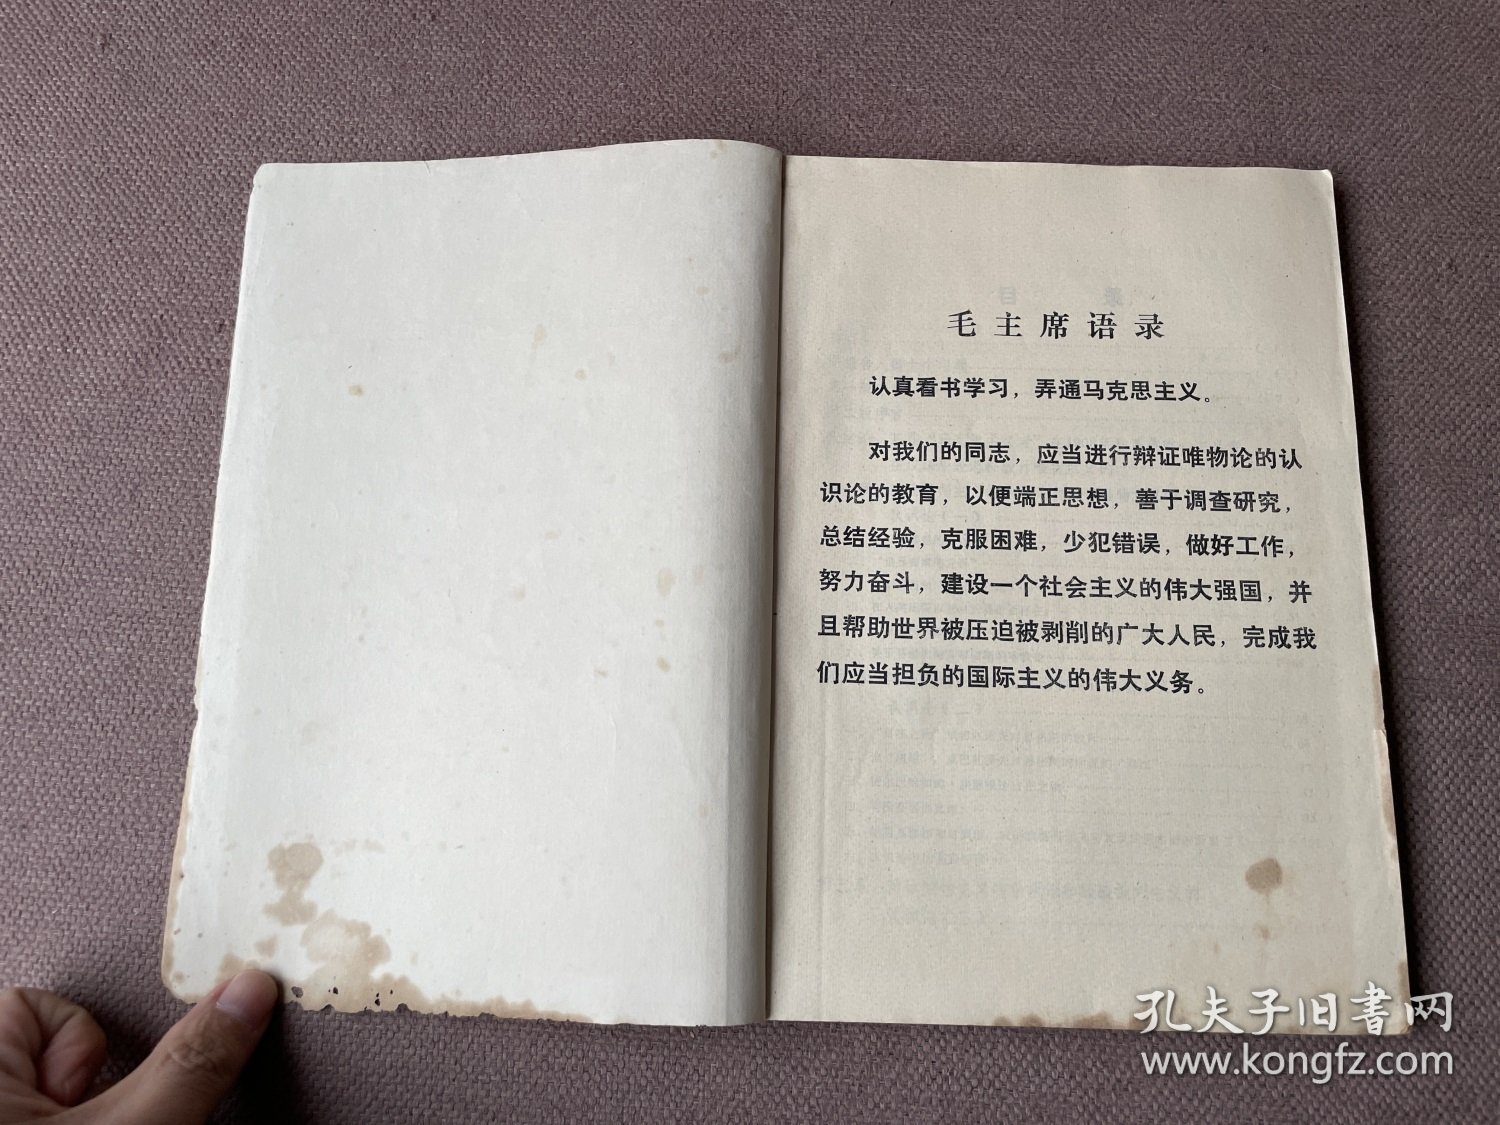 目 录
毛主席语录
认真看书学习，弄通马克思主义。
对我们的同志，应当进行辩证唯物论的认
识论的教育，以便端正思想，善于调查研究，
总结经验，克服困难，少犯错误，做好工作，
努力奋斗，建设一个社会主义的伟大强国，并
且帮助世界被压迫被剥削的广大人民，完成我
们应当担负的国际主义的伟大义务。
孔夫子旧書网
www.kongfz.com